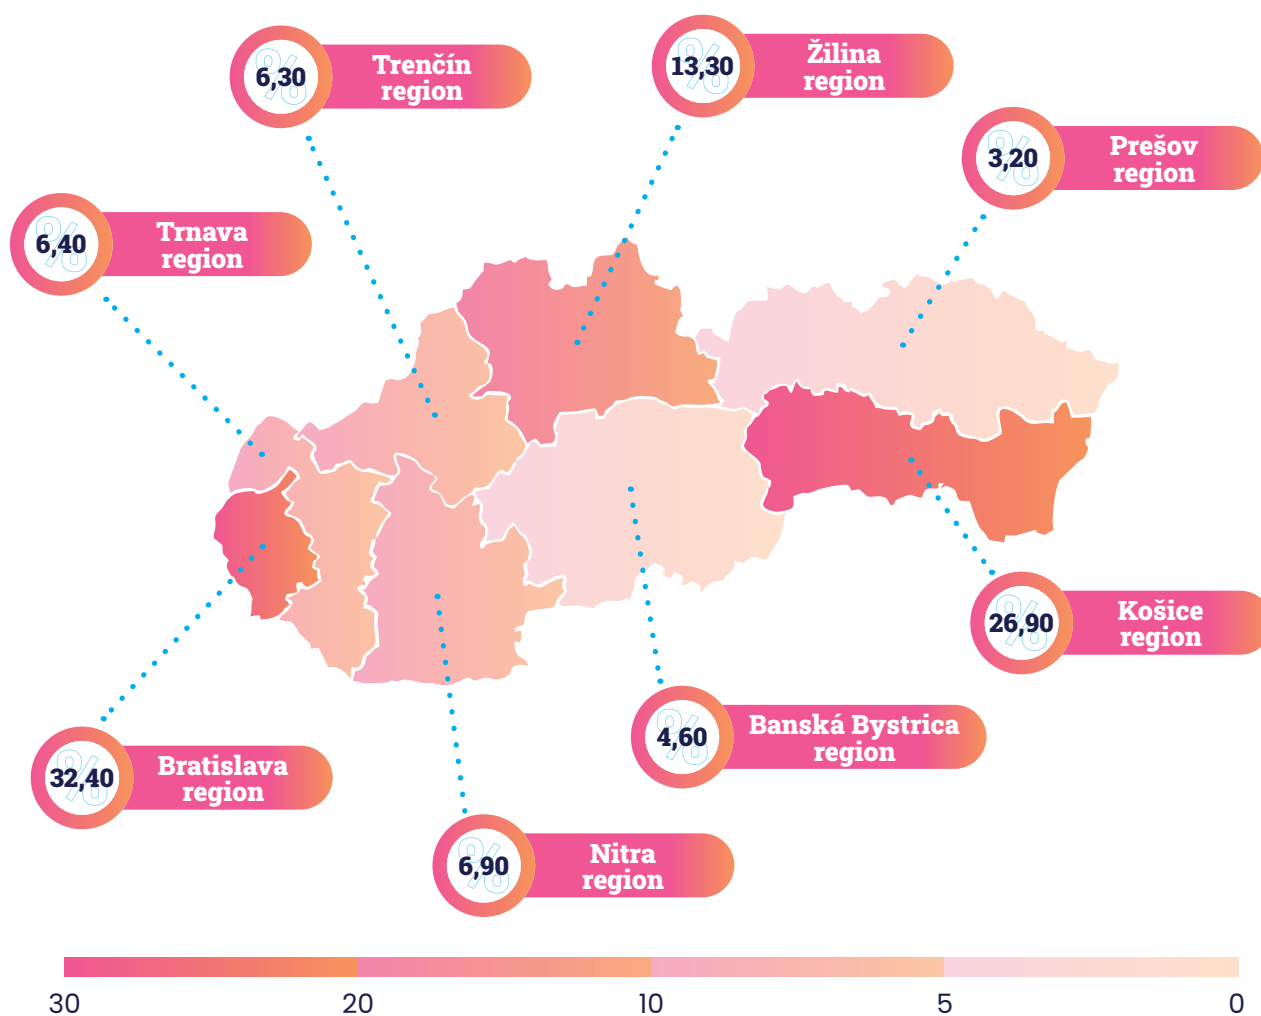 6,30%
Trenčín
region
13,30%
Žilina
region
3,20%
Prešov
region
6,40%
Trnava
region
26,90%
Košice
region
4,60%
Banská Bystrica
region
32,40%
Bratislava
region
6,90%
Nitra
region
30 20 10 5 0